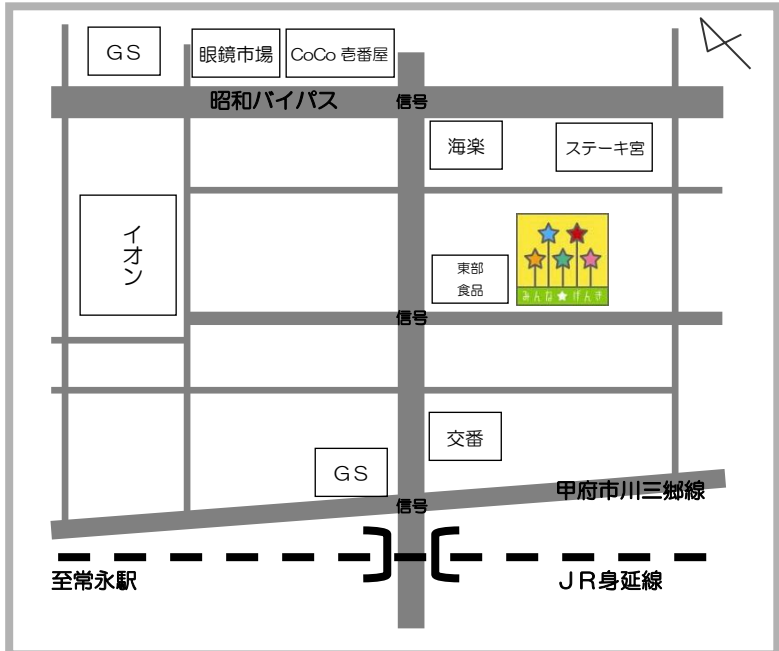 GS
眼鏡市場
CoCo 壱番屋
昭和バイパス
信号
海楽
ステーキ宮
イオン
東部
食品
みんな★げんき
信号
交番
GS
甲府市川三郷線
信号
至常永駅
JR身延線